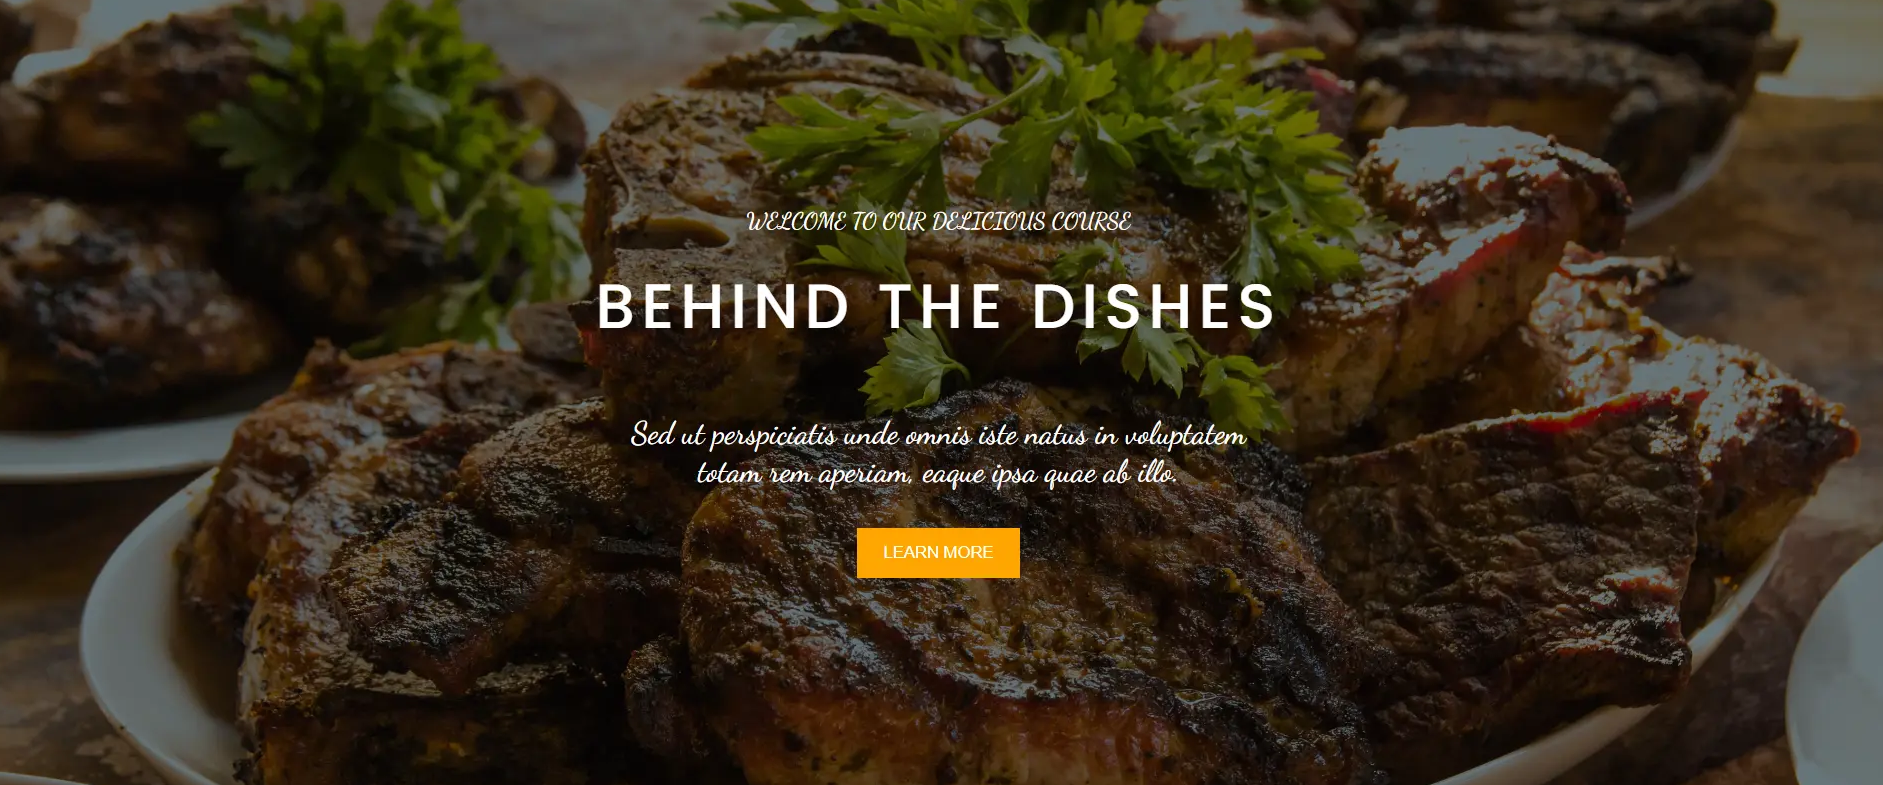 WELCOME TO OUR DELICIOUS COURSE
BEHIND THE DISHES
Sed ut perspiciatis unde omnis iste natus in voluptatem
totam rem aperiam, eaque ipsa quae ab illo.
LEARN MORE